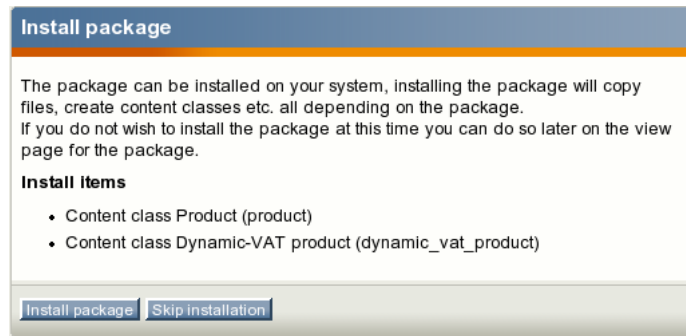 Install package
The package can be installed on your system, installing the package will copy
files, create content classes etc. all depending on the package.
If you do not wish to install the package at this time you can do so later on the view
page for the package.
Install items
• Content class Product (product)
• Content class Dynamic-VAT product (dynamic_vat_product)
Install package Skip installation